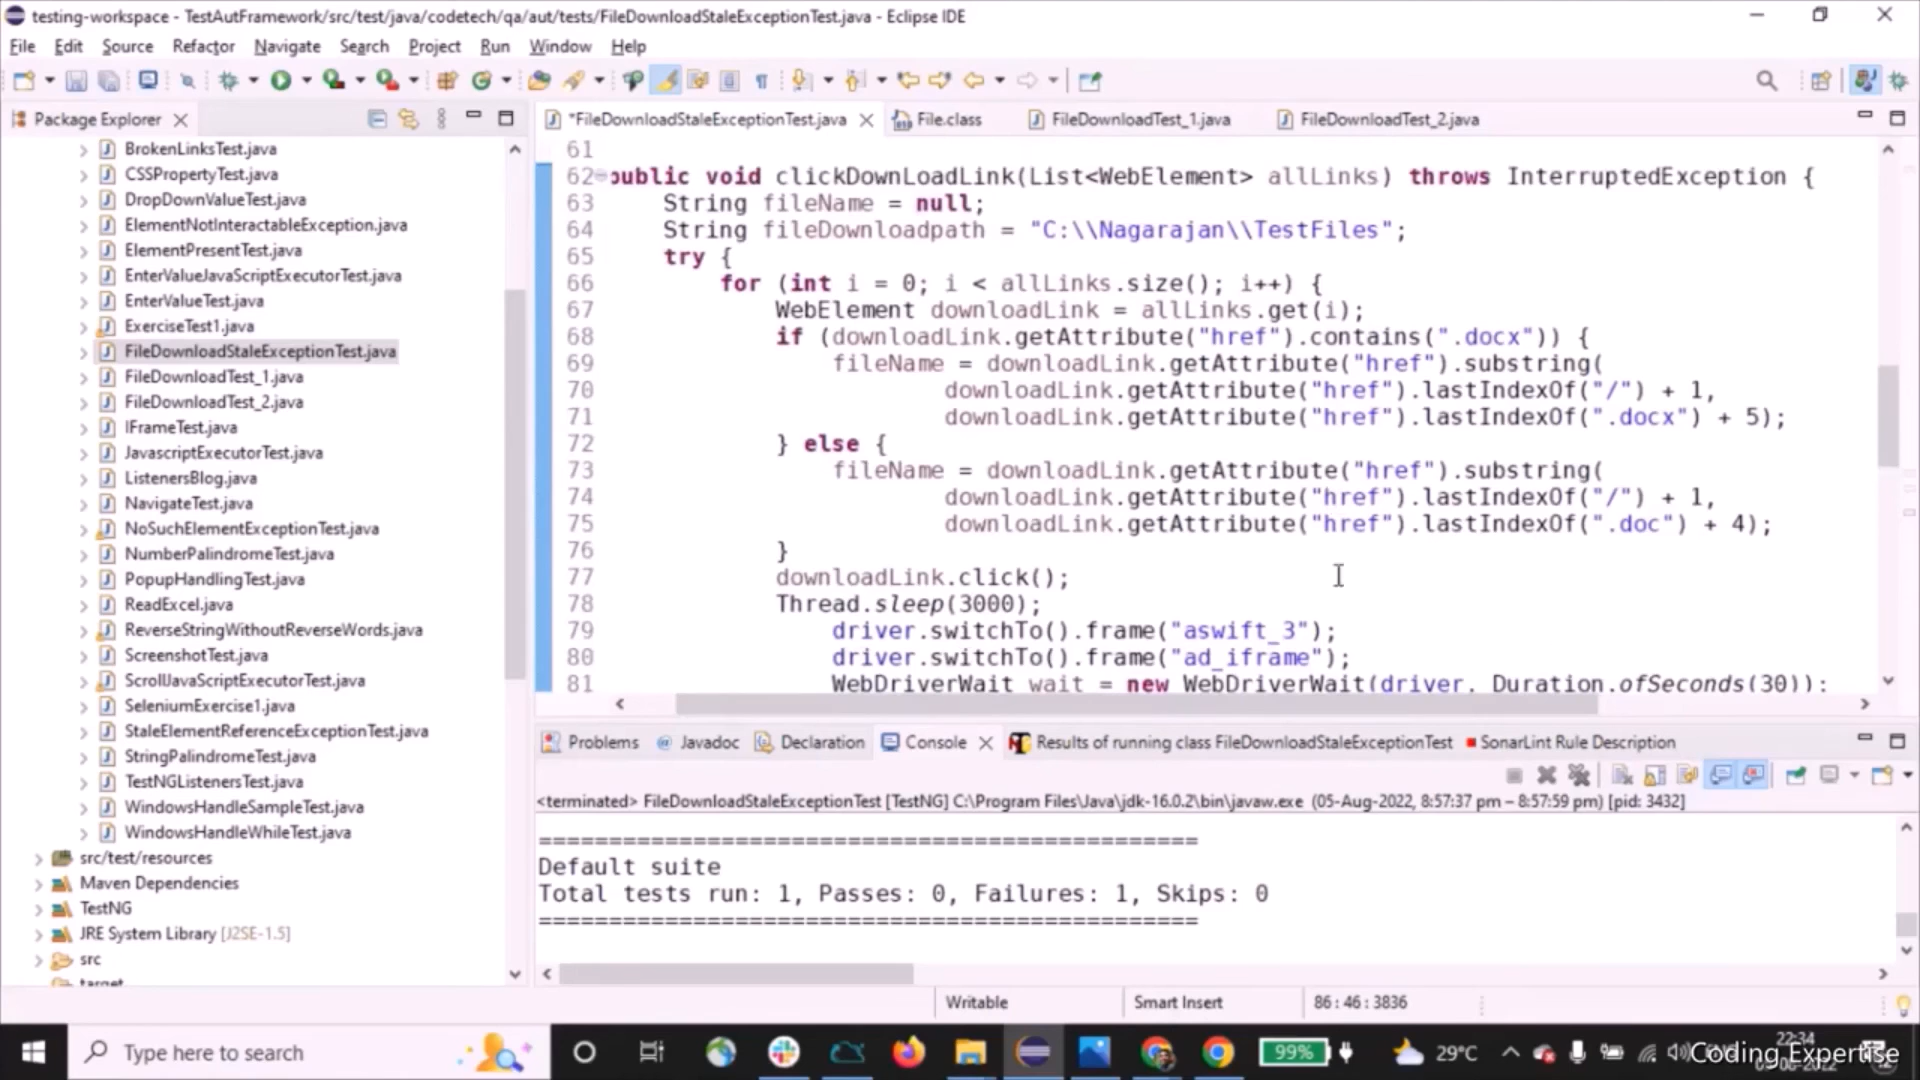 testing-workspace - TestAutFramework/src/test/java/codetech/qa/aut/tests/FileDownloadStaleExceptionTest.java - Eclipse IDE
File Edit Source Refactor Navigate Search Project Run Window Help
Package Explorer
BrokenLinksTest.java
CSSPropertyTest.java
DropDownValueTest.java
ElementNotInteractableException.java
ElementPresentTest.java
EnterValueJavaScriptExecutorTest.java
EnterValueTest.java
ExerciseTest1.java
FileDownloadStaleExceptionTest.java
FileDownloadTest_1.java
FileDownloadTest_2.java
IFrameTest.java
JavascriptExecutorTest.java
ListenersBlog.java
NavigateTest.java
NoSuchElementExceptionTest.java
NumberPalindromeTest.java
PopupHandlingTest.java
ReadExcel.java
ReverseStringWithoutReverseWords.java
ScreenshotTest.java
ScrollJavaScriptExecutorTest.java
SeleniumExercise1.java
StaleElementReferenceExceptionTest.java
StringPalindromeTest.java
TestNGListenersTest.java
WindowsHandleSampleTest.java
WindowsHandleWhileTest.java
src/test/resources
Maven Dependencies
TestNG
JRE System Library [J2SE-1.5]
src
target
*FileDownloadStaleExceptionTest.java File.class FileDownloadTest_1.java FileDownloadTest_2.java
61
62 public void clickDownLoadLink(List<WebElement> allLinks) throws InterruptedException {
63 String fileName = null;
64 String fileDownloadpath = "C:\\Nagarajan\\TestFiles";
65 try {
66 for (int i = 0; i < allLinks.size(); i++) {
67 WebElement downloadLink = allLinks.get(i);
68 if (downloadLink.getAttribute("href").contains(".docx")) {
69 fileName = downloadLink.getAttribute("href").substring(
70 downloadLink.getAttribute("href").lastIndexOf("/") + 1,
71 downloadLink.getAttribute("href").lastIndexOf(".docx") + 5);
72 } else {
73 fileName = downloadLink.getAttribute("href").substring(
74 downloadLink.getAttribute("href").lastIndexOf("/") + 1,
75 downloadLink.getAttribute("href").lastIndexOf(".doc") + 4);
76 }
77 downloadLink.click();
78 Thread.sleep(3000);
79 driver.switchTo().frame("aswift_3");
80 driver.switchTo().frame("ad_iframe");
81 WebDriverWait wait = new WebDriverWait(driver, Duration.ofSeconds(30));
Problems Javadoc Declaration Console Results of running class FileDownloadStaleExceptionTest SonarLint Rule Description
<terminated> FileDownloadStaleExceptionTest [TestNG] C:\Program Files\Java\jdk-16.0.2\bin\javaw.exe (05-Aug-2022, 8:57:37 pm – 8:57:59 pm) [pid: 3432]
===============================================
Default suite
Total tests run: 1, Passes: 0, Failures: 1, Skips: 0
===============================================
Writable Smart Insert 86 : 46 : 3836
Type here to search
99% 29°C
22:34
Coding Expertise